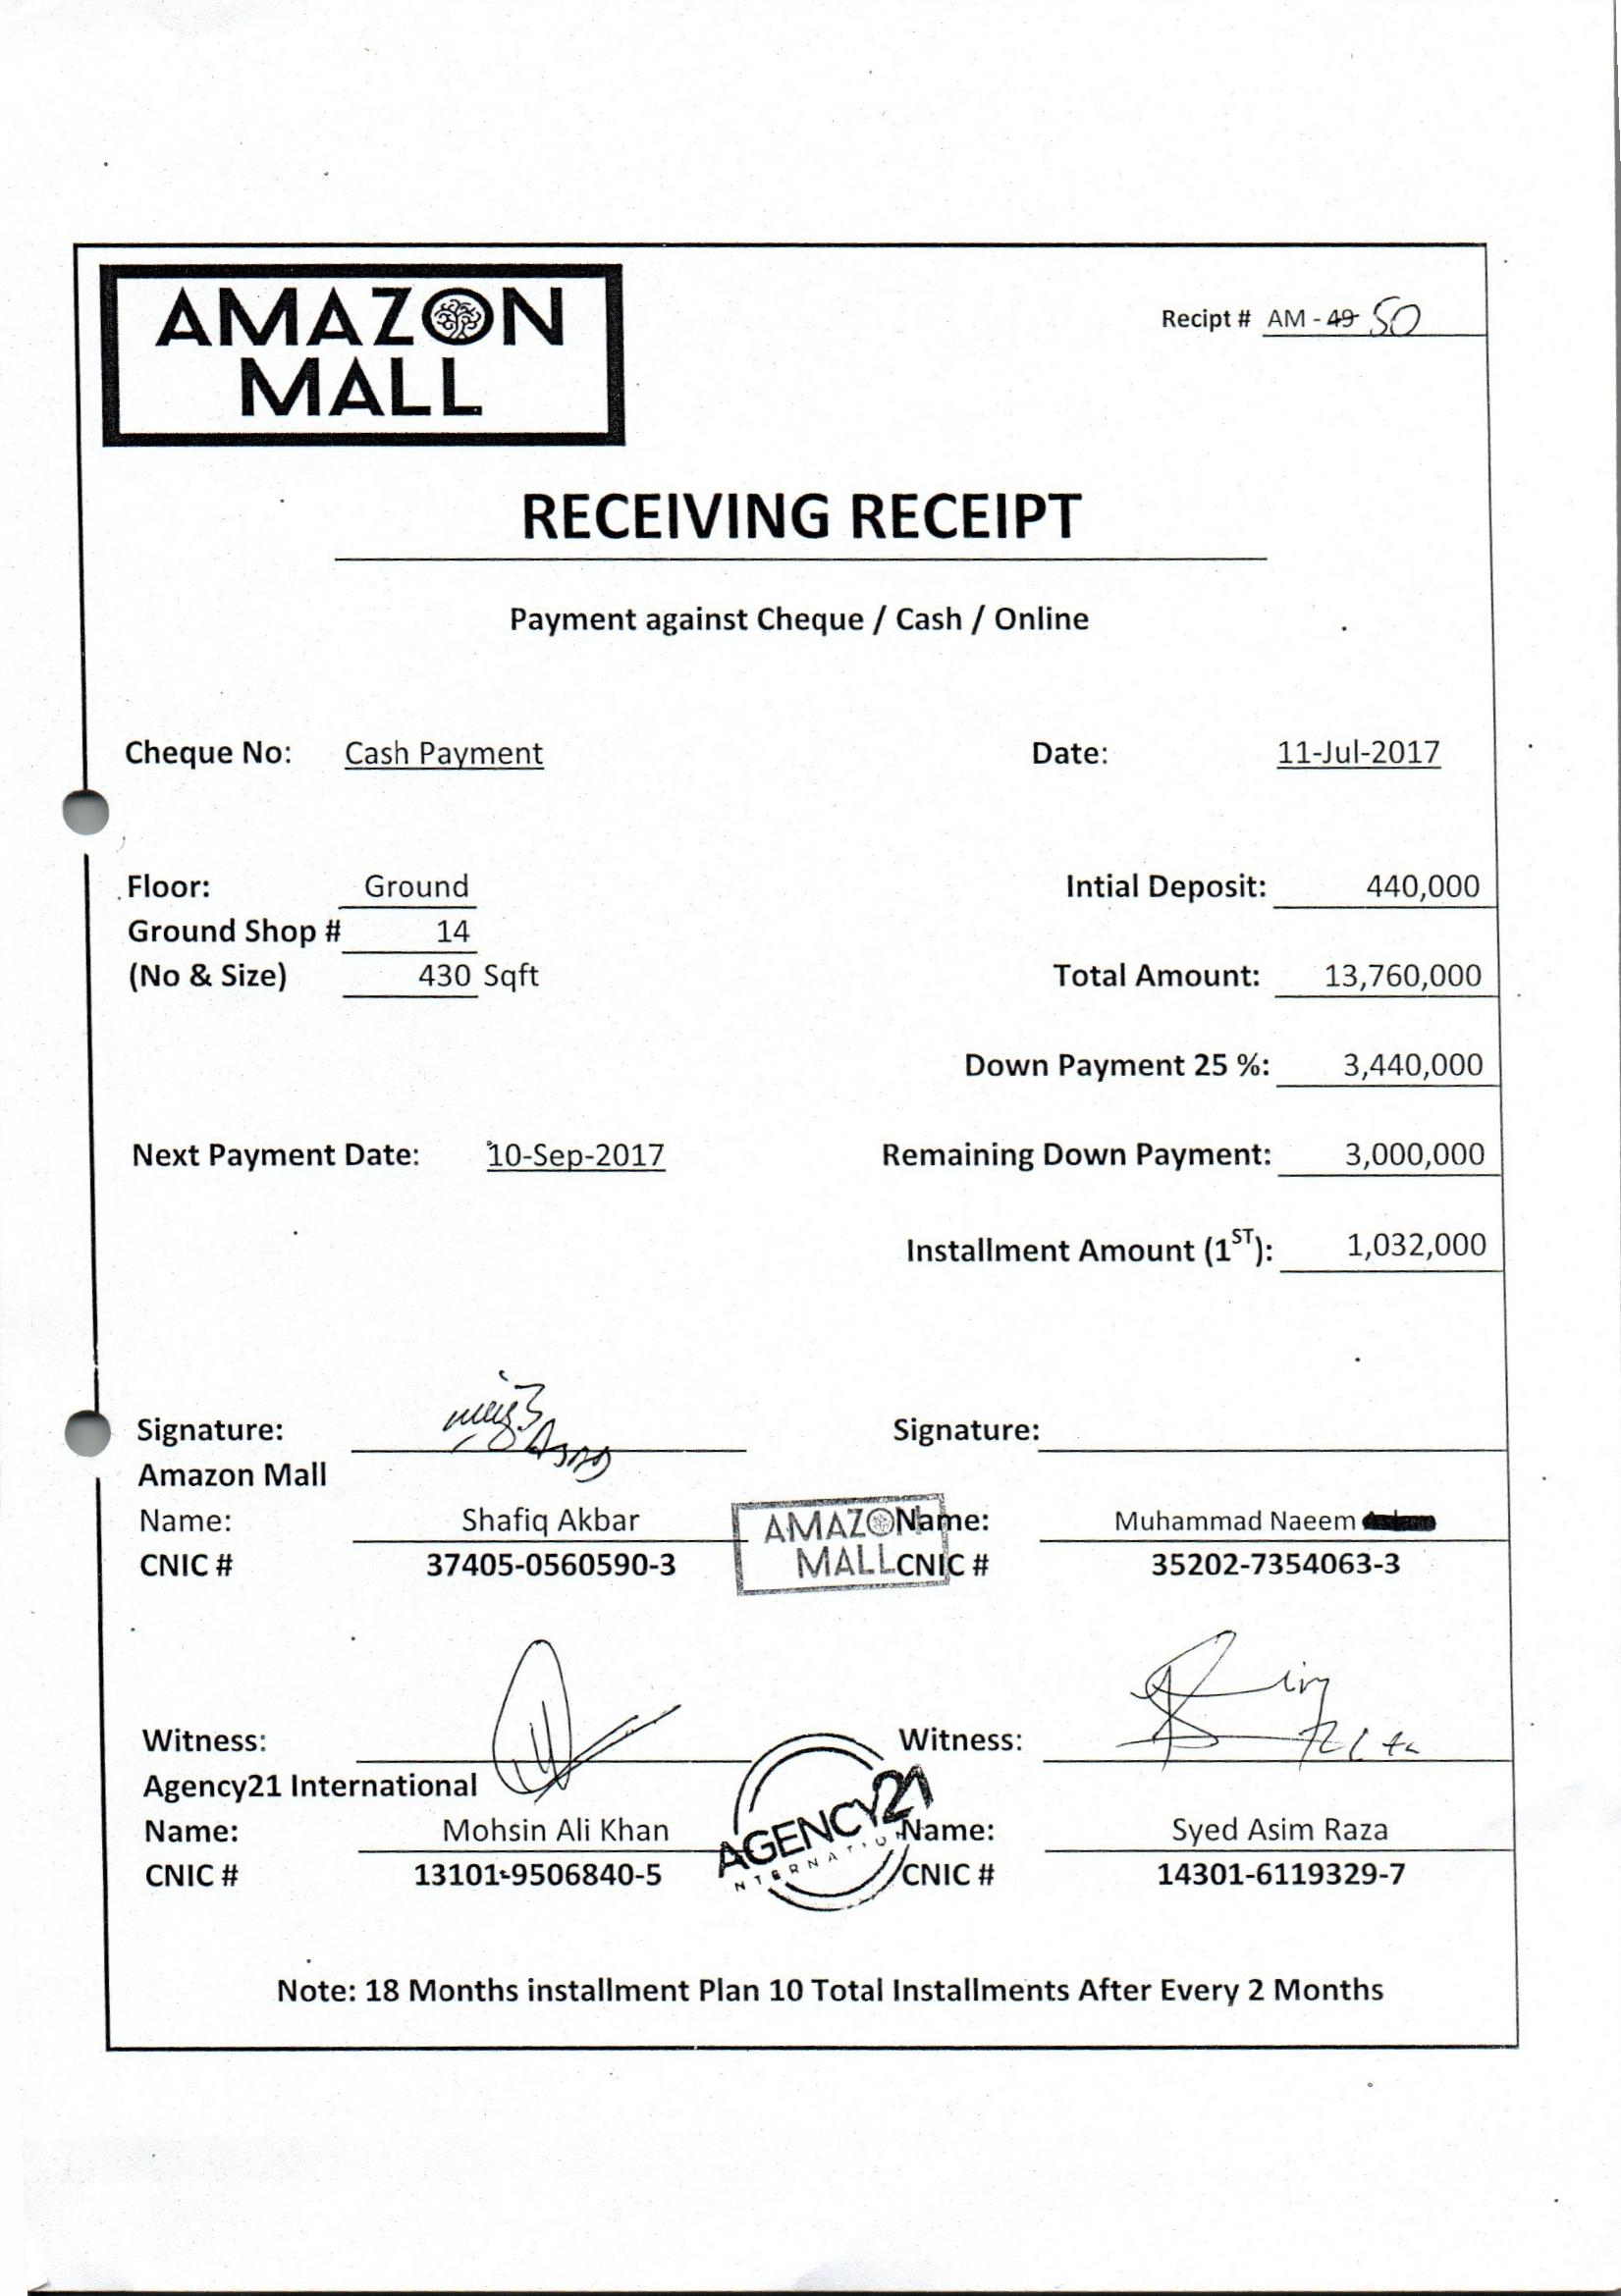 AMAZON
MALL
Recipt # AM - 49 50
RECEIVING RECEIPT
Payment against Cheque / Cash / Online
Cheque No: Cash Payment Date: 11-Jul-2017
Floor: Ground Intial Deposit: 440,000
Ground Shop # 14
(No & Size) 430 Sqft Total Amount: 13,760,000
Down Payment 25 %: 3,440,000
Next Payment Date: 10-Sep-2017 Remaining Down Payment: 3,000,000
Installment Amount (1ST): 1,032,000
Signature: Signature:
Amazon Mall
Name: Shafiq Akbar AMAZON Name: Muhammad Naeem
CNIC # 37405-0560590-3 MALL CNIC # 35202-7354063-3
Witness: Witness:
Agency21 International
Name: Mohsin Ali Khan AGENCY21 Name: Syed Asim Raza
CNIC # 13101-9506840-5 INTERNATIONAL CNIC # 14301-6119329-7
Note: 18 Months installment Plan 10 Total Installments After Every 2 Months